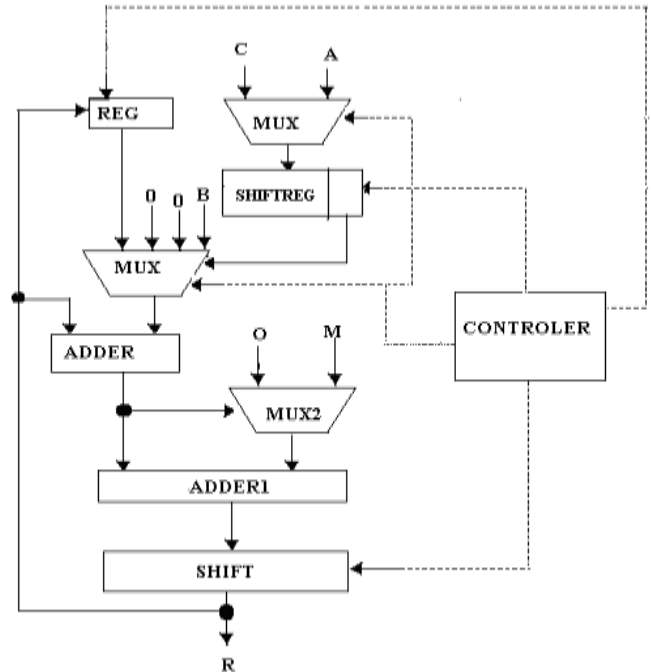 C A
REG
MUX
SHIFTREG
0 0 B
MUX
CONTROLER
ADDER
O M
MUX2
ADDER1
SHIFT
R